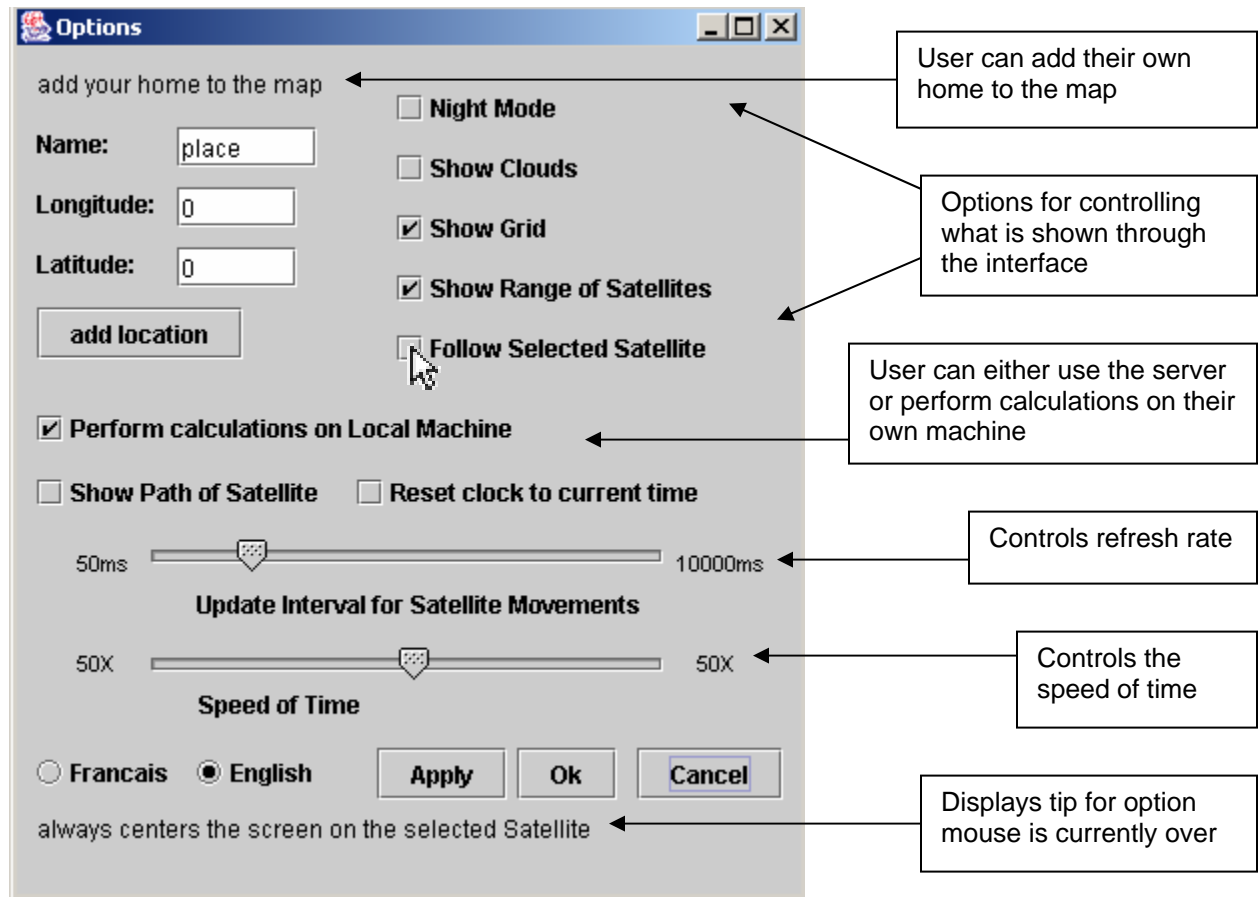 Options
add your home to the map
Name:
place
Longitude:
0
Latitude:
0
add location
Night Mode
Show Clouds
Show Grid
Show Range of Satellites
Follow Selected Satellite
Perform calculations on Local Machine
Show Path of Satellite
Reset clock to current time
50ms
10000ms
Update Interval for Satellite Movements
50X
50X
Speed of Time
Francais
English
Apply
Ok
Cancel
always centers the screen on the selected Satellite
User can add their own
home to the map
Options for controlling
what is shown through
the interface
User can either use the server
or perform calculations on their
own machine
Controls refresh rate
Controls the
speed of time
Displays tip for option
mouse is currently over